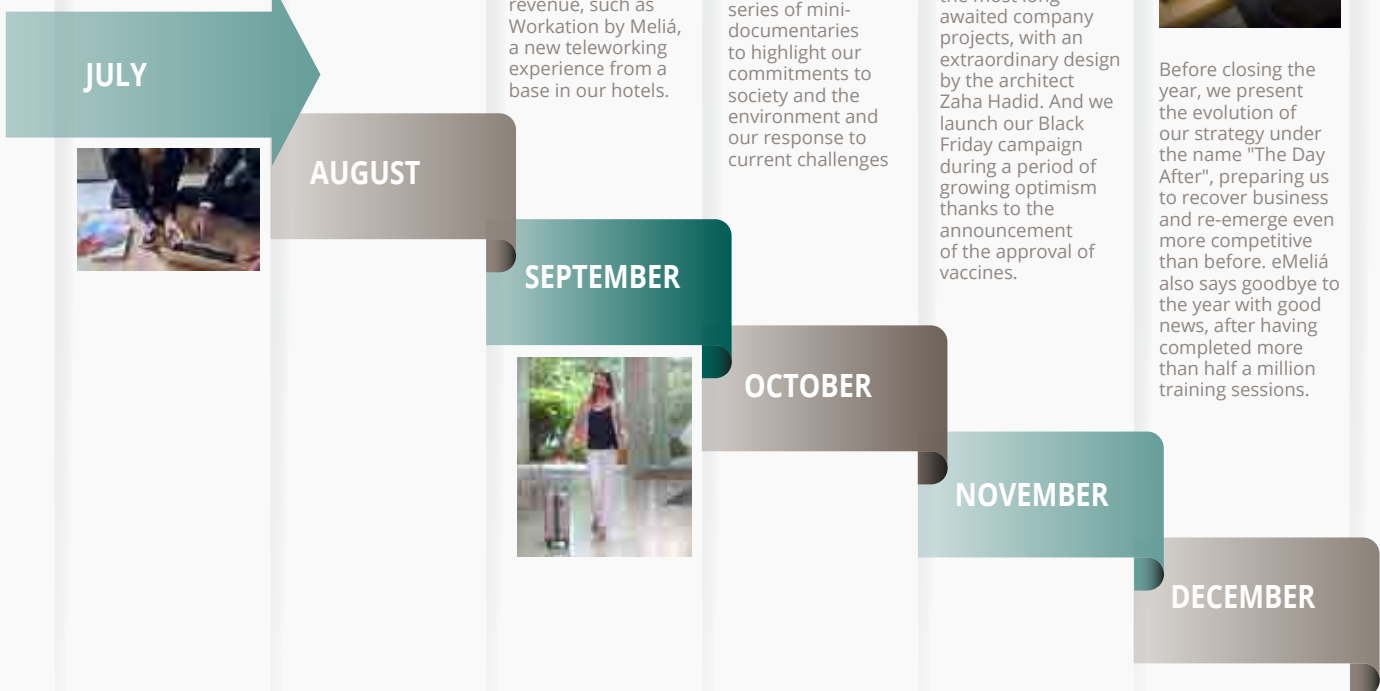 JULY
AUGUST
revenue, such as
Workation by Meliá,
a new teleworking
experience from a
base in our hotels.
SEPTEMBER
series of mini-
documentaries
to highlight our
commitments to
society and the
environment and
our response to
current challenges
OCTOBER
the most long-
awaited company
projects, with an
extraordinary design
by the architect
Zaha Hadid. And we
launch our Black
Friday campaign
during a period of
growing optimism
thanks to the
announcement
of the approval of
vaccines.
NOVEMBER
Before closing the
year, we present
the evolution of
our strategy under
the name "The Day
After", preparing us
to recover business
and re-emerge even
more competitive
than before. eMeliá
also says goodbye to
the year with good
news, after having
completed more
than half a million
training sessions.
DECEMBER